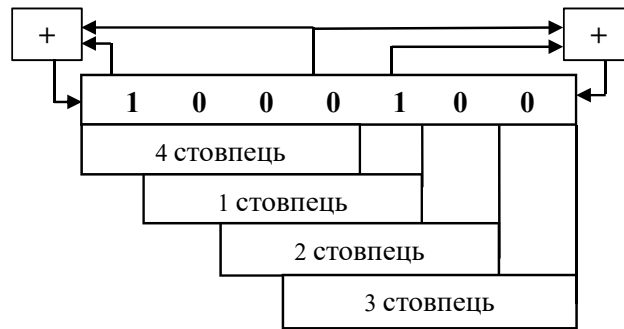 + +
1 0 0 0 1 0 0
4 стовпець
1 стовпець
2 стовпець
3 стовпець